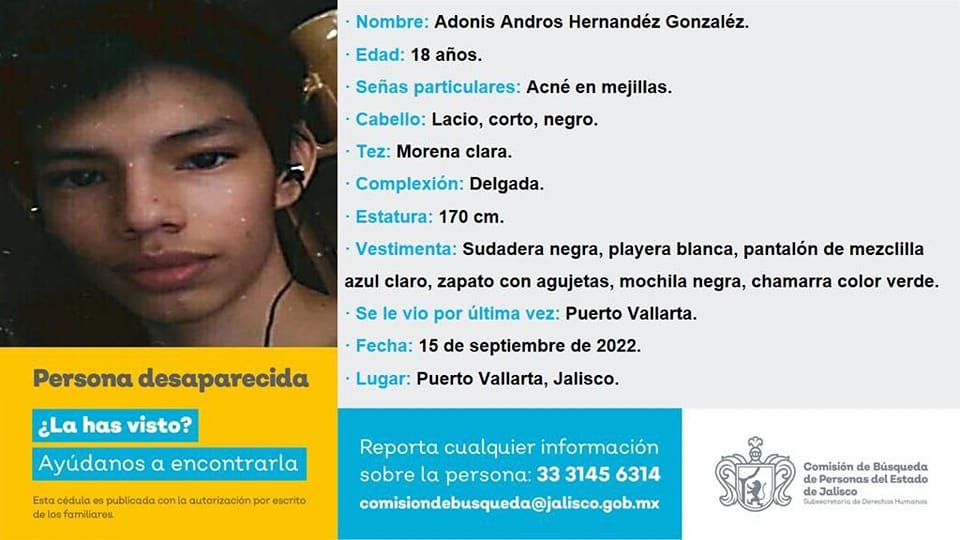 · Nombre: Adonis Andros Hernandéz Gonzaléz.
· Edad: 18 años.
· Señas particulares: Acné en mejillas.
· Cabello: Lacio, corto, negro.
· Tez: Morena clara.
· Complexión: Delgada.
· Estatura: 170 cm.
· Vestimenta: Sudadera negra, playera blanca, pantalón de mezclilla
azul claro, zapato con agujetas, mochila negra, chamarra color verde.
· Se le vio por última vez: Puerto Vallarta.
· Fecha: 15 de septiembre de 2022.
· Lugar: Puerto Vallarta, Jalisco.
Persona desaparecida
¿La has visto?
Ayúdanos a encontrarla
Esta cédula es publicada con la autorización por escrito
de los familiares.
Reporta cualquier información
sobre la persona: 33 3145 6314
comisiondebusqueda@jalisco.gob.mx
Comisión de Búsqueda
de Personas del Estado
de Jalisco
Subsecretaría de Derechos Humanos